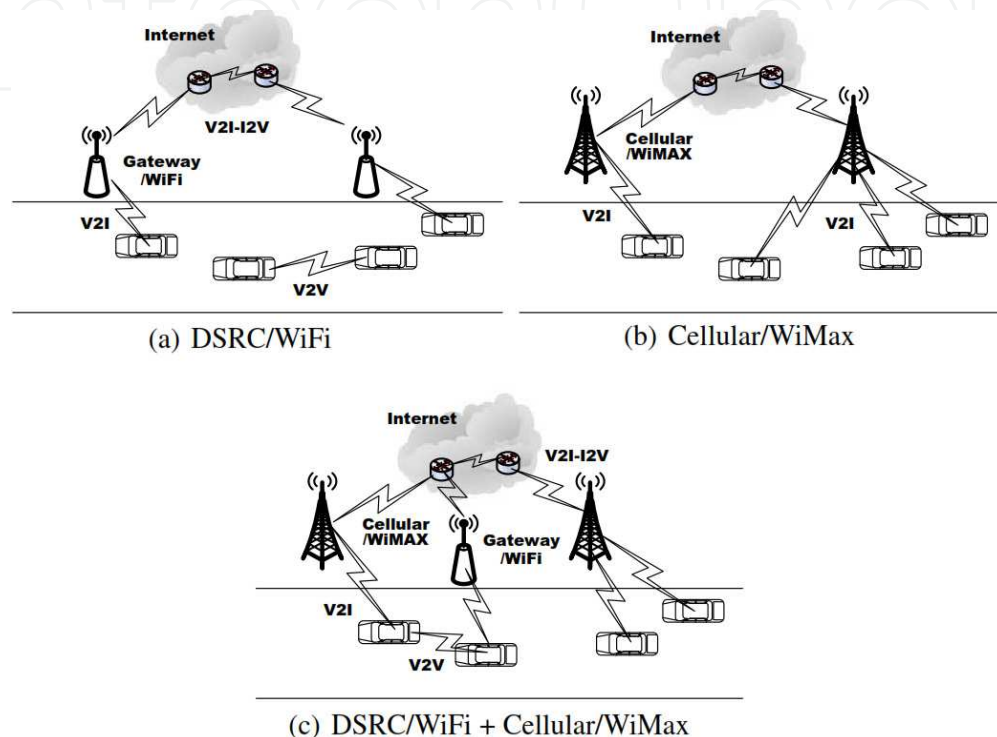 Internet
V2I-I2V
Gateway
/WiFi
V2I
V2V
(a) DSRC/WiFi
Internet
Cellular
/WiMAX
V2I
V2I
(b) Cellular/WiMax
Internet
V2I-I2V
Cellular
/WiMAX
Gateway
/WiFi
V2I
V2V
(c) DSRC/WiFi + Cellular/WiMax